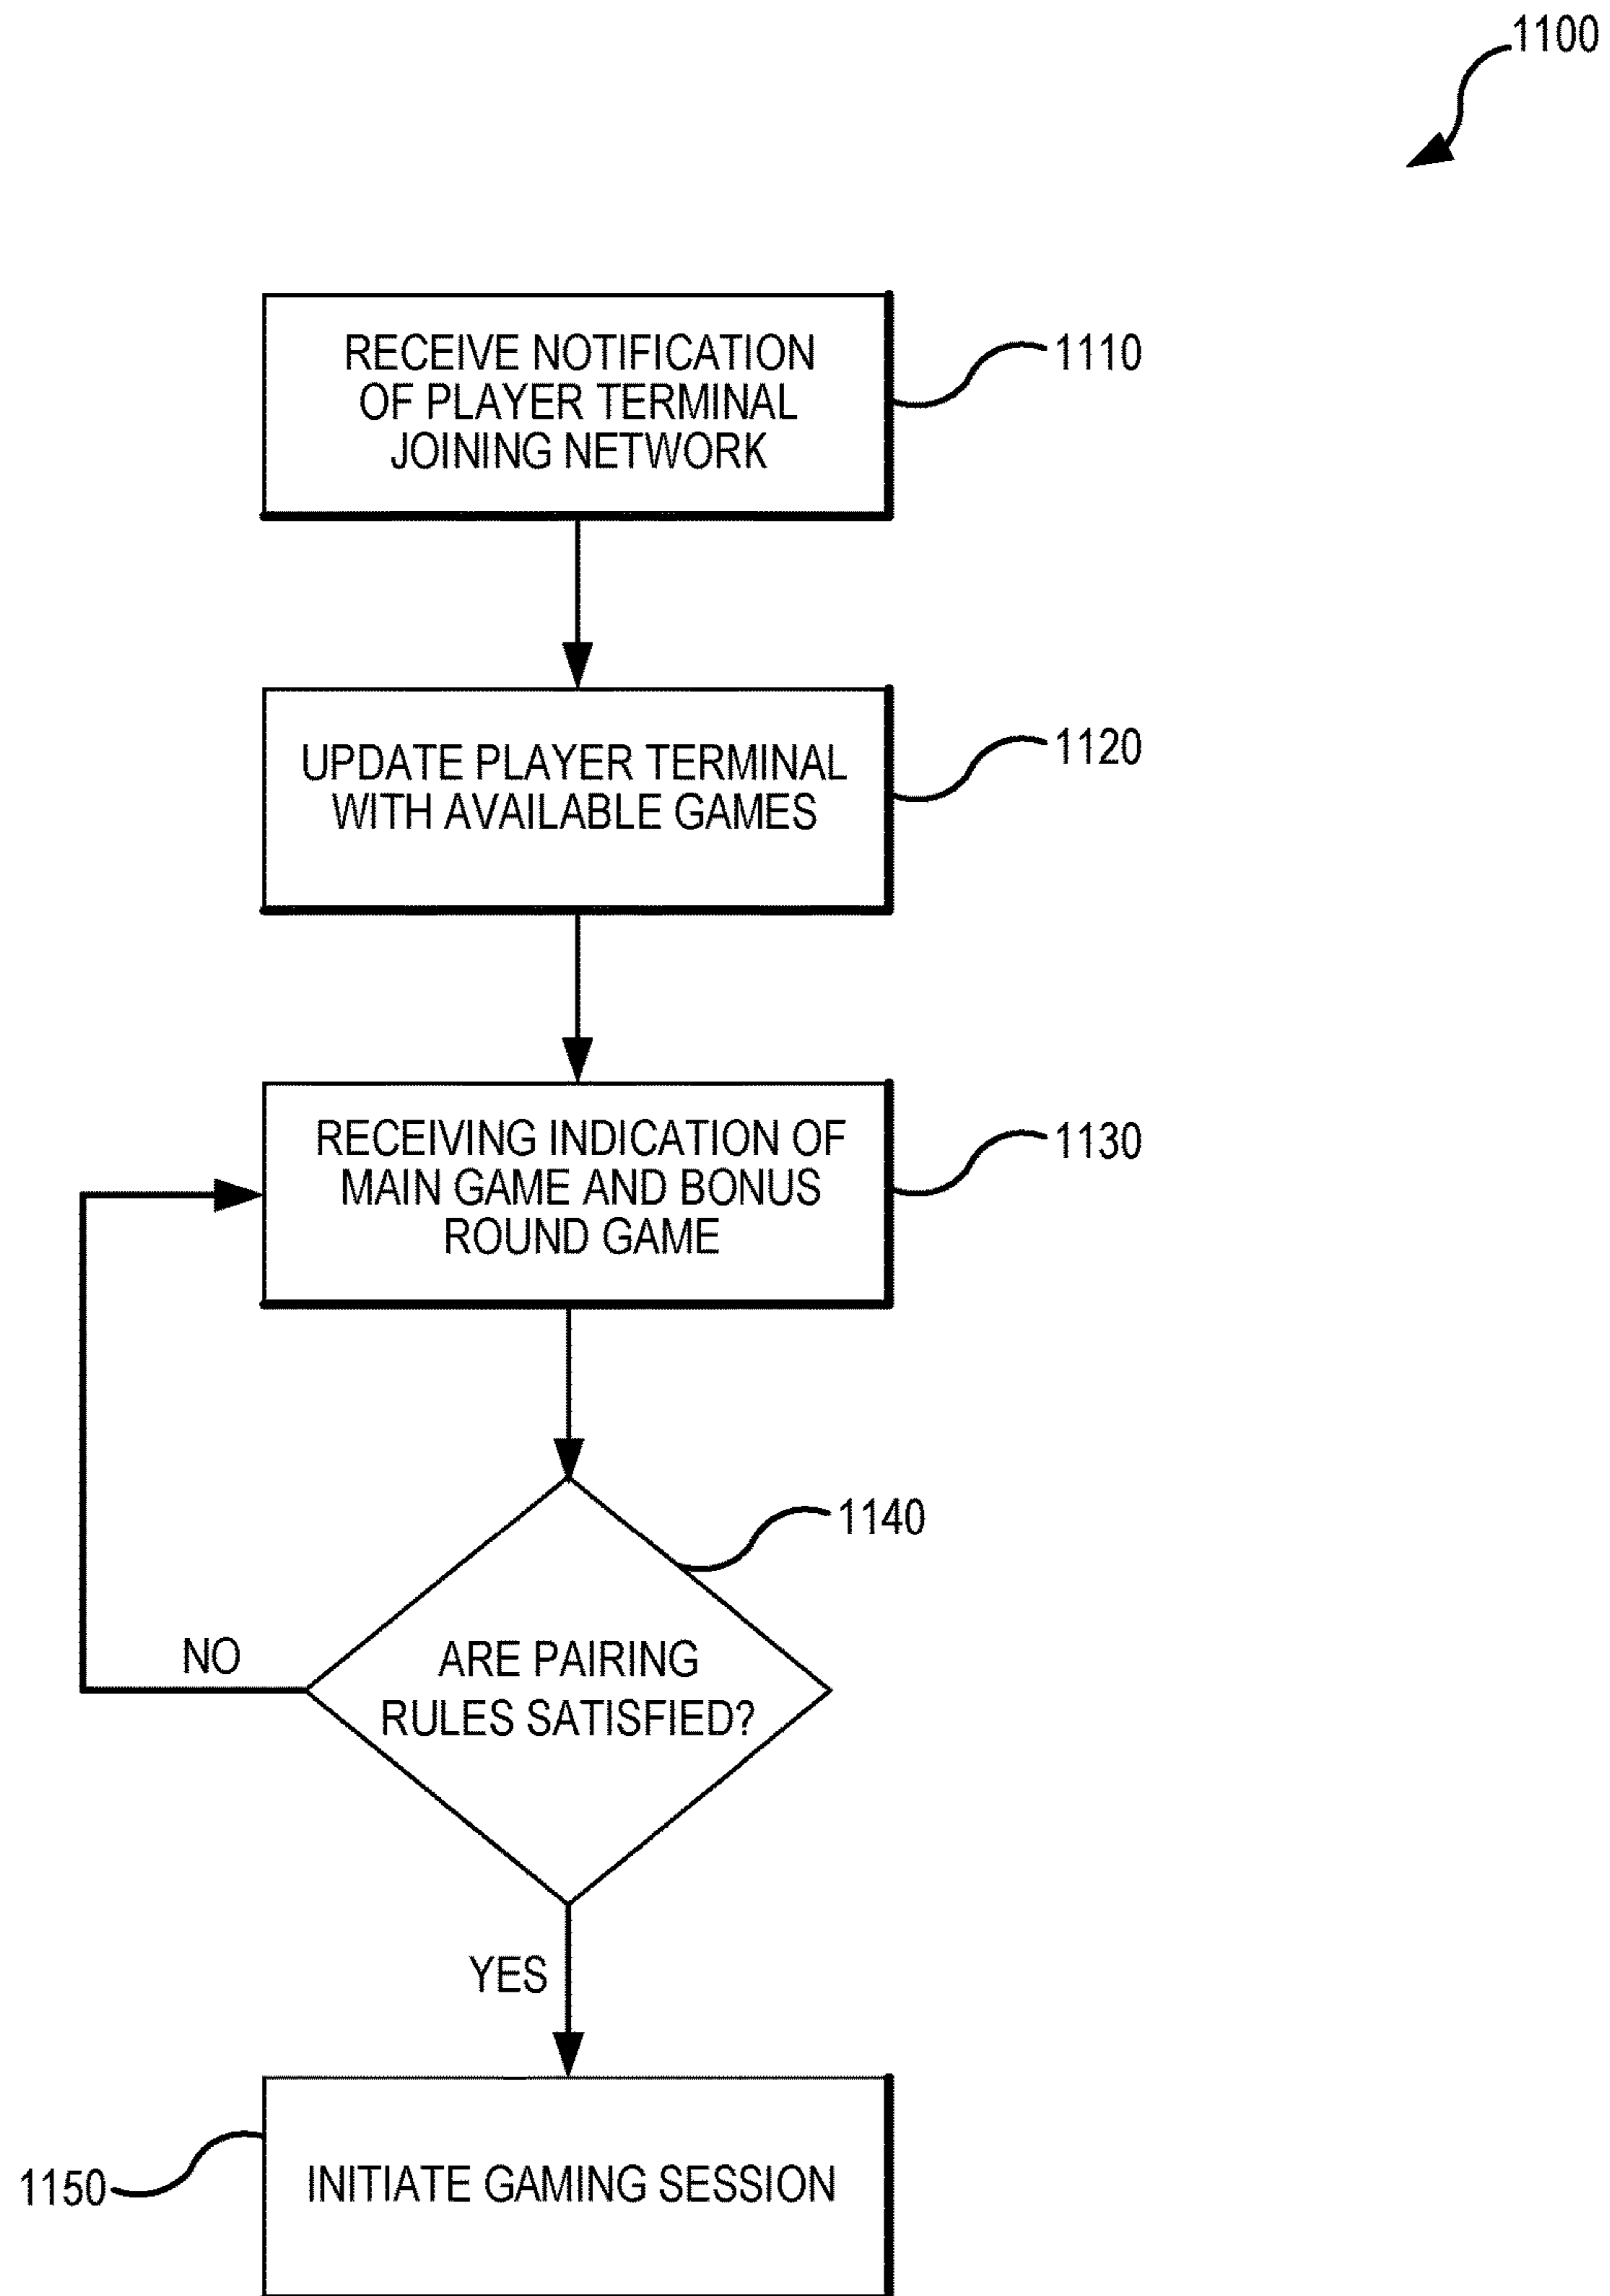 1100
RECEIVE NOTIFICATION
OF PLAYER TERMINAL
JOINING NETWORK
1110
UPDATE PLAYER TERMINAL
WITH AVAILABLE GAMES
1120
RECEIVING INDICATION OF
MAIN GAME AND BONUS
ROUND GAME
1130
1140
ARE PAIRING
RULES SATISFIED?
NO
YES
INITIATE GAMING SESSION
1150